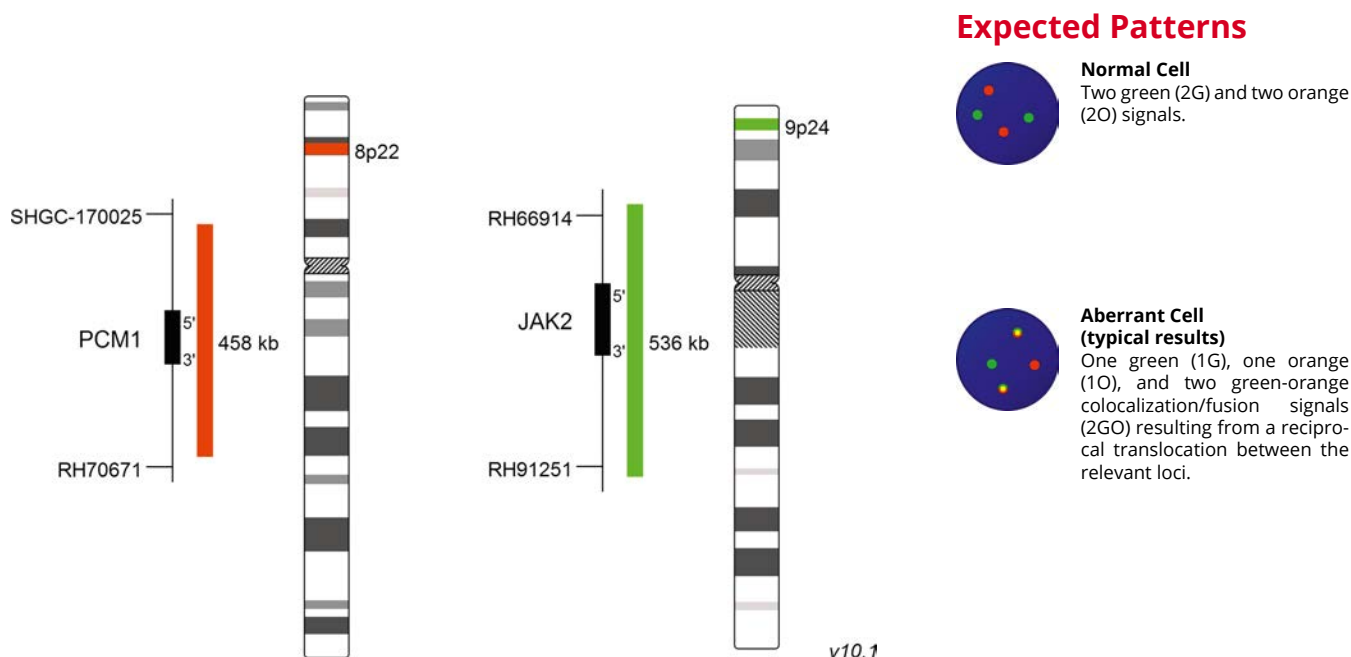 8p22
SHGC-170025
5'
PCM1
3'
458 kb
RH70671
9p24
RH66914
5'
JAK2
3'
536 kb
RH91251
v10.1
Expected Patterns
Normal Cell
Two green (2G) and two orange
(2O) signals.
Aberrant Cell
(typical results)
One green (1G), one orange
(1O), and two green-orange
colocalization/fusion signals
(2GO) resulting from a recipro-
cal translocation between the
relevant loci.